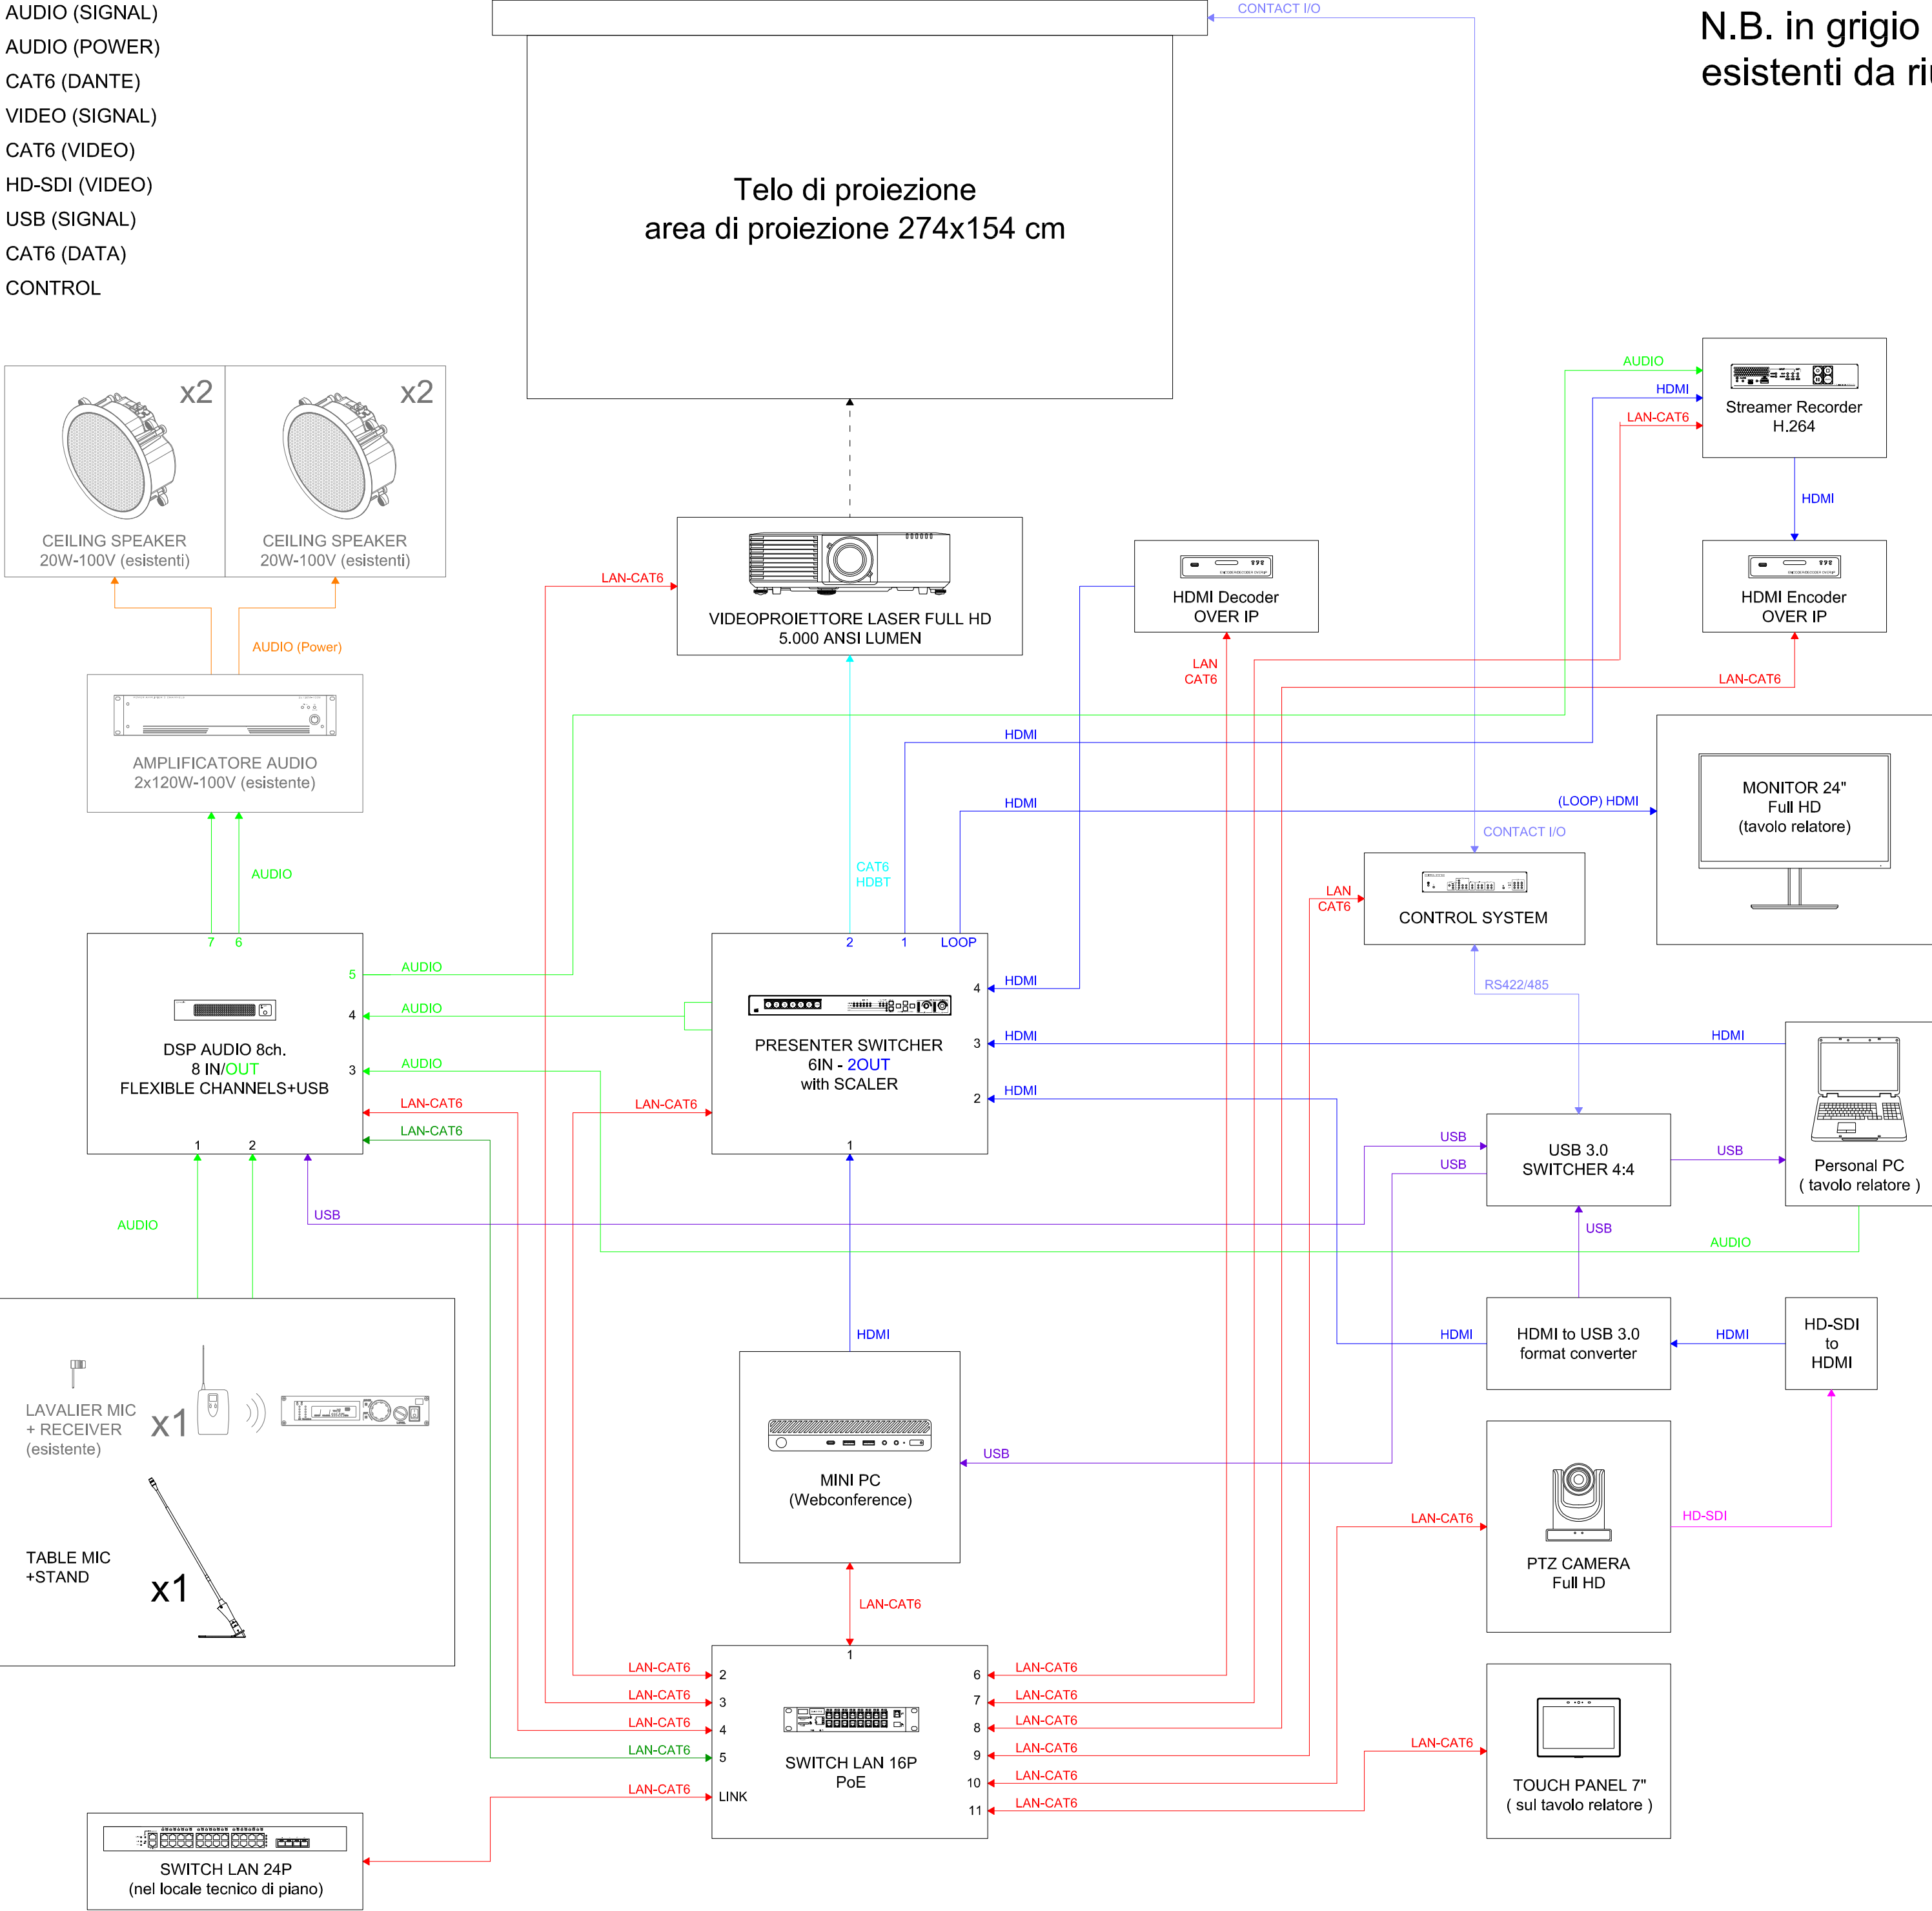 AUDIO (SIGNAL)
AUDIO (POWER)
CAT6 (DANTE)
VIDEO (SIGNAL)
CAT6 (VIDEO)
HD-SDI (VIDEO)
USB (SIGNAL)
CAT6 (DATA)
CONTROL
CONTACT I/O
N.B. in grigio
esistenti da
Telo di proiezione
area di proiezione 274x154 cm
x2
CEILING SPEAKER
20W-100V (esistenti)
x2
CEILING SPEAKER
20W-100V (esistenti)
AUDIO
HDMI
LAN-CAT6
Streamer Recorder
H.264
HDMI
LAN-CAT6
VIDEOPROIETTORE LASER FULL HD
5.000 ANSI LUMEN
HDMI Decoder
OVER IP
HDMI Encoder
OVER IP
AUDIO (Power)
LAN
CAT6
LAN-CAT6
AMPLIFICATORE AUDIO
2x120W-100V (esistente)
HDMI
HDMI
(LOOP) HDMI
MONITOR 24"
Full HD
(tavolo relatore)
CONTACT I/O
AUDIO
CAT6
HDBT
LAN
CAT6
CONTROL SYSTEM
7
6
5
AUDIO
AUDIO
4
DSP AUDIO 8ch.
8 IN/OUT
FLEXIBLE CHANNELS+USB
3
AUDIO
LAN-CAT6
LAN-CAT6
1
2
2
1
LOOP
4
HDMI
PRESENTER SWITCHER
6IN - 2OUT
with SCALER
3
HDMI
2
HDMI
LAN-CAT6
1
RS422/485
HDMI
USB
USB
USB 3.0
SWITCHER 4:4
USB
Personal PC
( tavolo relatore )
AUDIO
USB
USB
AUDIO
HDMI
HDMI
HDMI to USB 3.0
format converter
HDMI
HD-SDI
to
HDMI
LAVALIER MIC
+ RECEIVER
(esistente)
x1
TABLE MIC
+STAND
x1
MINI PC
(Webconference)
USB
LAN-CAT6
PTZ CAMERA
Full HD
HD-SDI
LAN-CAT6
1
LAN-CAT6
2
LAN-CAT6
3
LAN-CAT6
4
LAN-CAT6
5
LAN-CAT6
LINK
SWITCH LAN 16P
PoE
6
LAN-CAT6
7
LAN-CAT6
8
LAN-CAT6
9
LAN-CAT6
10
LAN-CAT6
11
LAN-CAT6
LAN-CAT6
TOUCH PANEL 7"
( sul tavolo relatore )
SWITCH LAN 24P
(nel locale tecnico di piano)